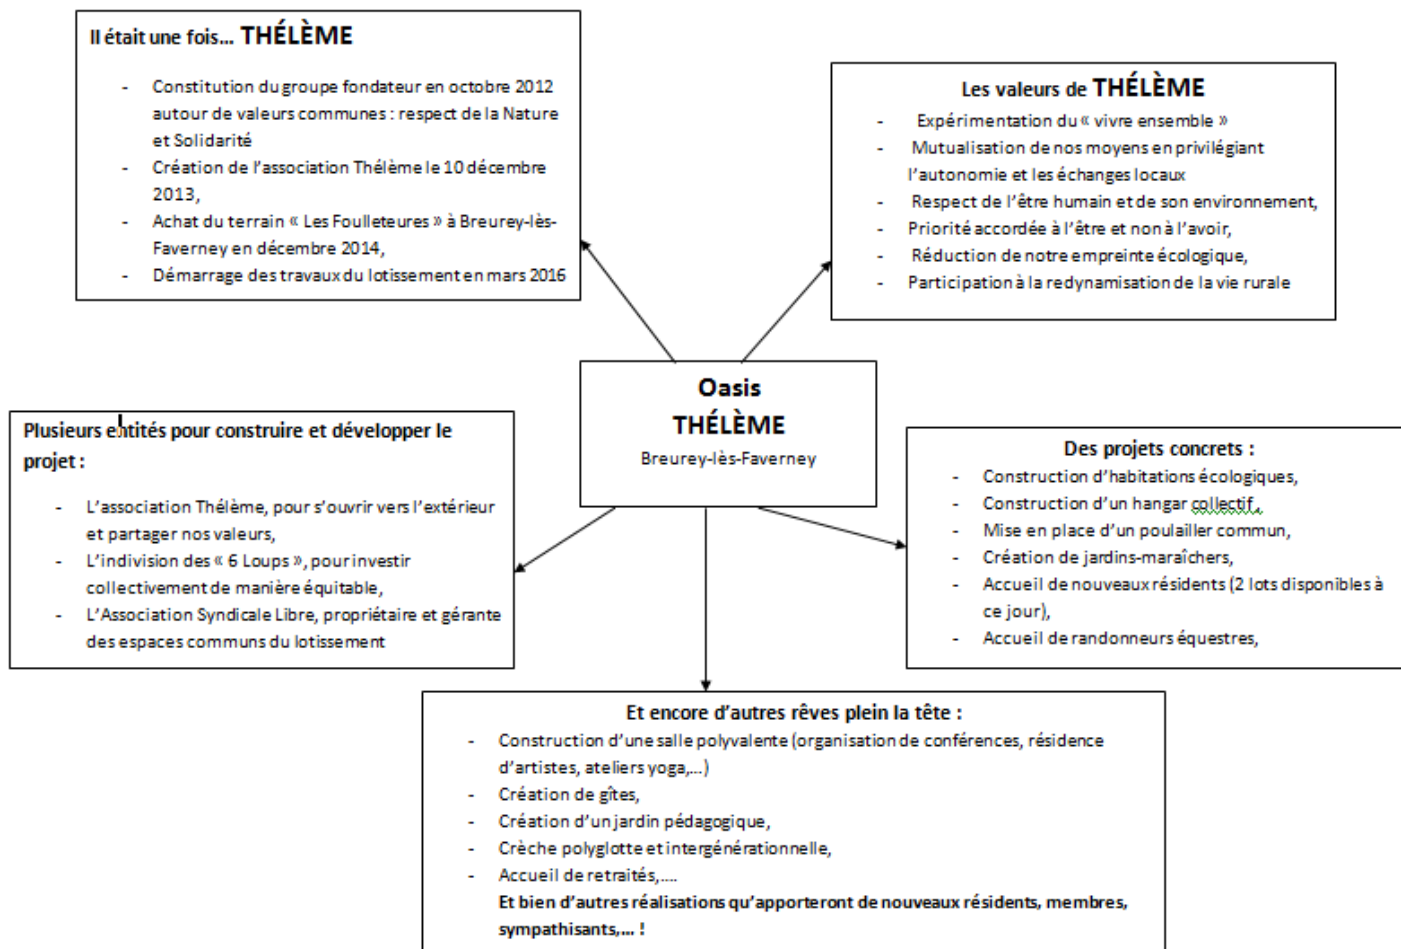 Il était une fois... THÉLÈME
- Constitution du groupe fondateur en octobre 2012
autour de valeurs communes : respect de la Nature
et Solidarité
- Création de l'association Thélème le 10 décembre
2013,
- Achat du terrain « Les Foulleteures » à Breurey-lès-
Faverney en décembre 2014,
- Démarrage des travaux du lotissement en mars 2016
Les valeurs de THÉLÈME
- Expérimentation du « vivre ensemble »
- Mutualisation de nos moyens en privilégiant
l'autonomie et les échanges locaux
- Respect de l'être humain et de son environnement,
- Priorité accordée à l'être et non à l'avoir,
- Réduction de notre empreinte écologique,
- Participation à la redynamisation de la vie rurale
Oasis
THÉLÈME
Breurey-lès-Faverney
Plusieurs entités pour construire et développer le
projet :
- L'association Thélème, pour s'ouvrir vers l'extérieur
et partager nos valeurs,
- L'indivision des « 6 Loups », pour investir
collectivement de manière équitable,
- L'Association Syndicale Libre, propriétaire et gérante
des espaces communs du lotissement
Des projets concrets :
- Construction d'habitations écologiques,
- Construction d'un hangar collectif,
- Mise en place d'un poulailler commun,
- Création de jardins-maraîchers,
- Accueil de nouveaux résidents (2 lots disponibles à
ce jour),
- Accueil de randonneurs équestres,
Et encore d'autres rêves plein la tête :
- Construction d'une salle polyvalente (organisation de conférences, résidence
d'artistes, ateliers yoga,...)
- Création de gîtes,
- Création d'un jardin pédagogique,
- Crèche polyglotte et intergénérationnelle,
- Accueil de retraités,....
Et bien d'autres réalisations qu'apporteront de nouveaux résidents, membres,
sympathisants,... !